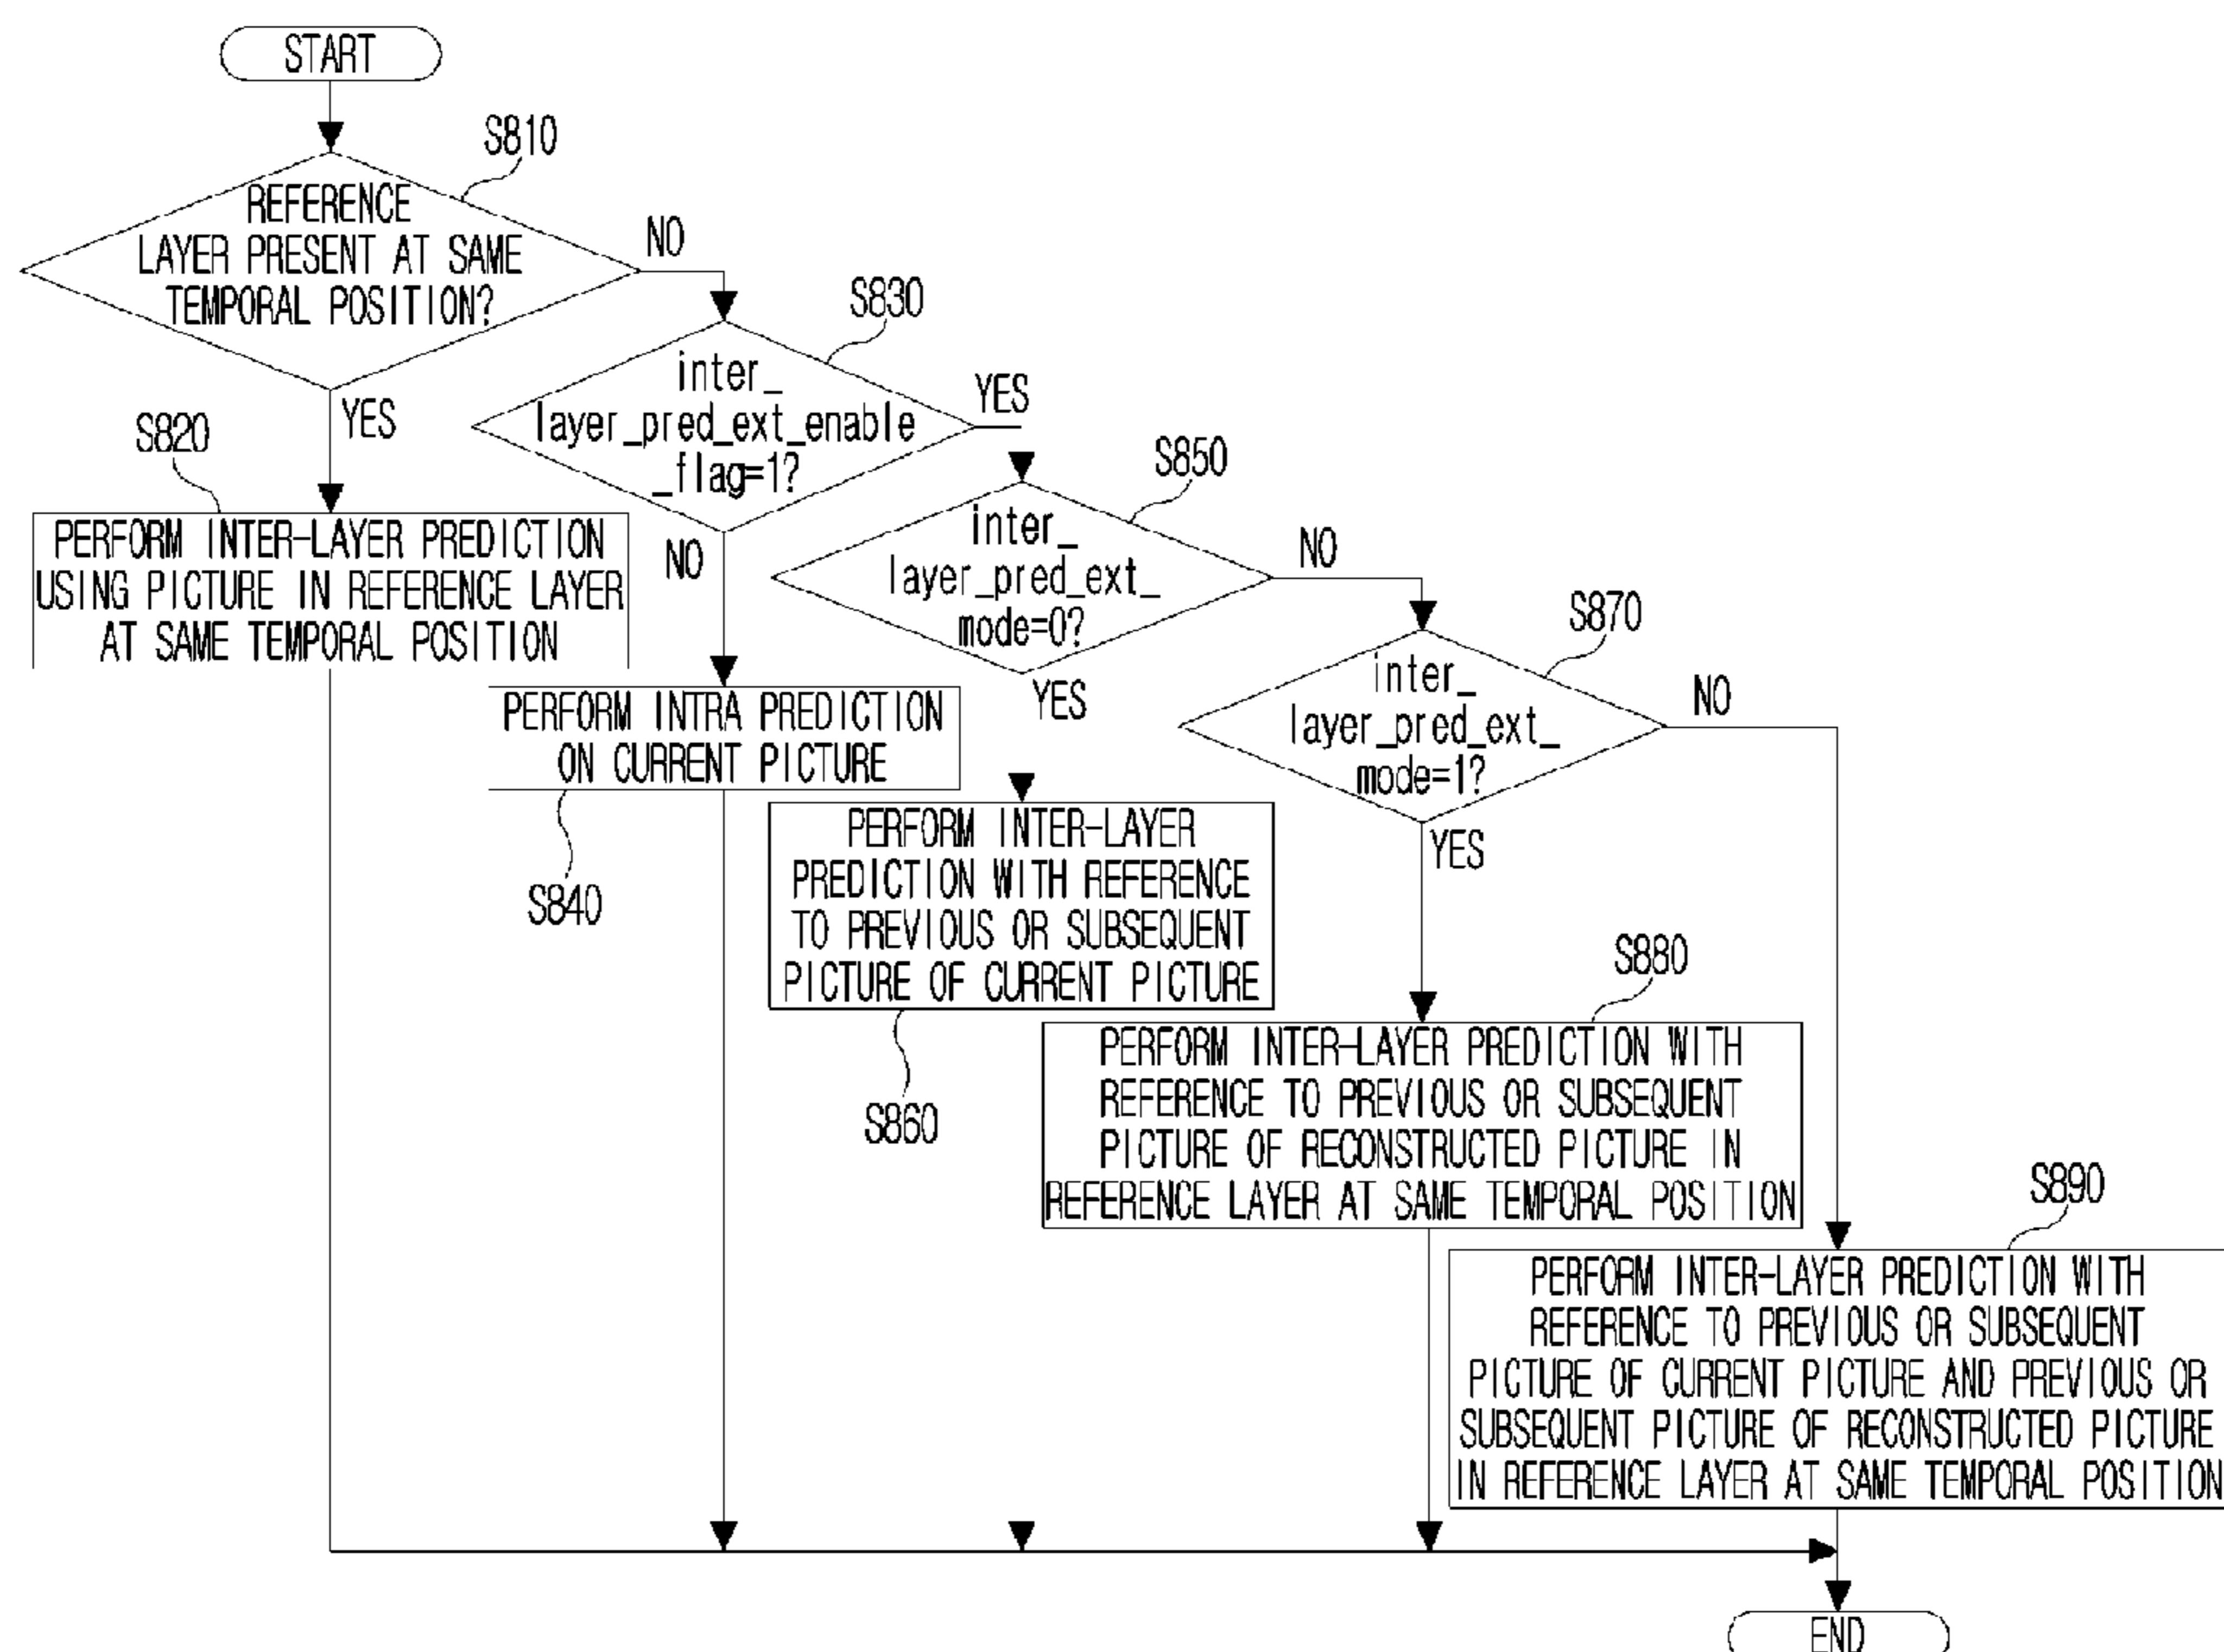 START
S810
REFERENCE
LAYER PRESENT AT SAME
TEMPORAL POSITION?
NO
YES
S820
PERFORM INTER-LAYER PREDICTION
USING PICTURE IN REFERENCE LAYER
AT SAME TEMPORAL POSITION
S830
inter_
layer_pred_ext_enable
_flag=1?
YES
NO
PERFORM INTRA PREDICTION
ON CURRENT PICTURE
S840
S850
inter_
layer_pred_ext_
mode=0?
NO
YES
PERFORM INTER-LAYER
PREDICTION WITH REFERENCE
TO PREVIOUS OR SUBSEQUENT
PICTURE OF CURRENT PICTURE
S860
S870
inter_
layer_pred_ext_
mode=1?
NO
YES
S880
PERFORM INTER-LAYER PREDICTION WITH
REFERENCE TO PREVIOUS OR SUBSEQUENT
PICTURE OF RECONSTRUCTED PICTURE IN
REFERENCE LAYER AT SAME TEMPORAL POSITION
S890
PERFORM INTER-LAYER PREDICTION WITH
REFERENCE TO PREVIOUS OR SUBSEQUENT
PICTURE OF CURRENT PICTURE AND PREVIOUS OR
SUBSEQUENT PICTURE OF RECONSTRUCTED PICTURE
IN REFERENCE LAYER AT SAME TEMPORAL POSITION
END